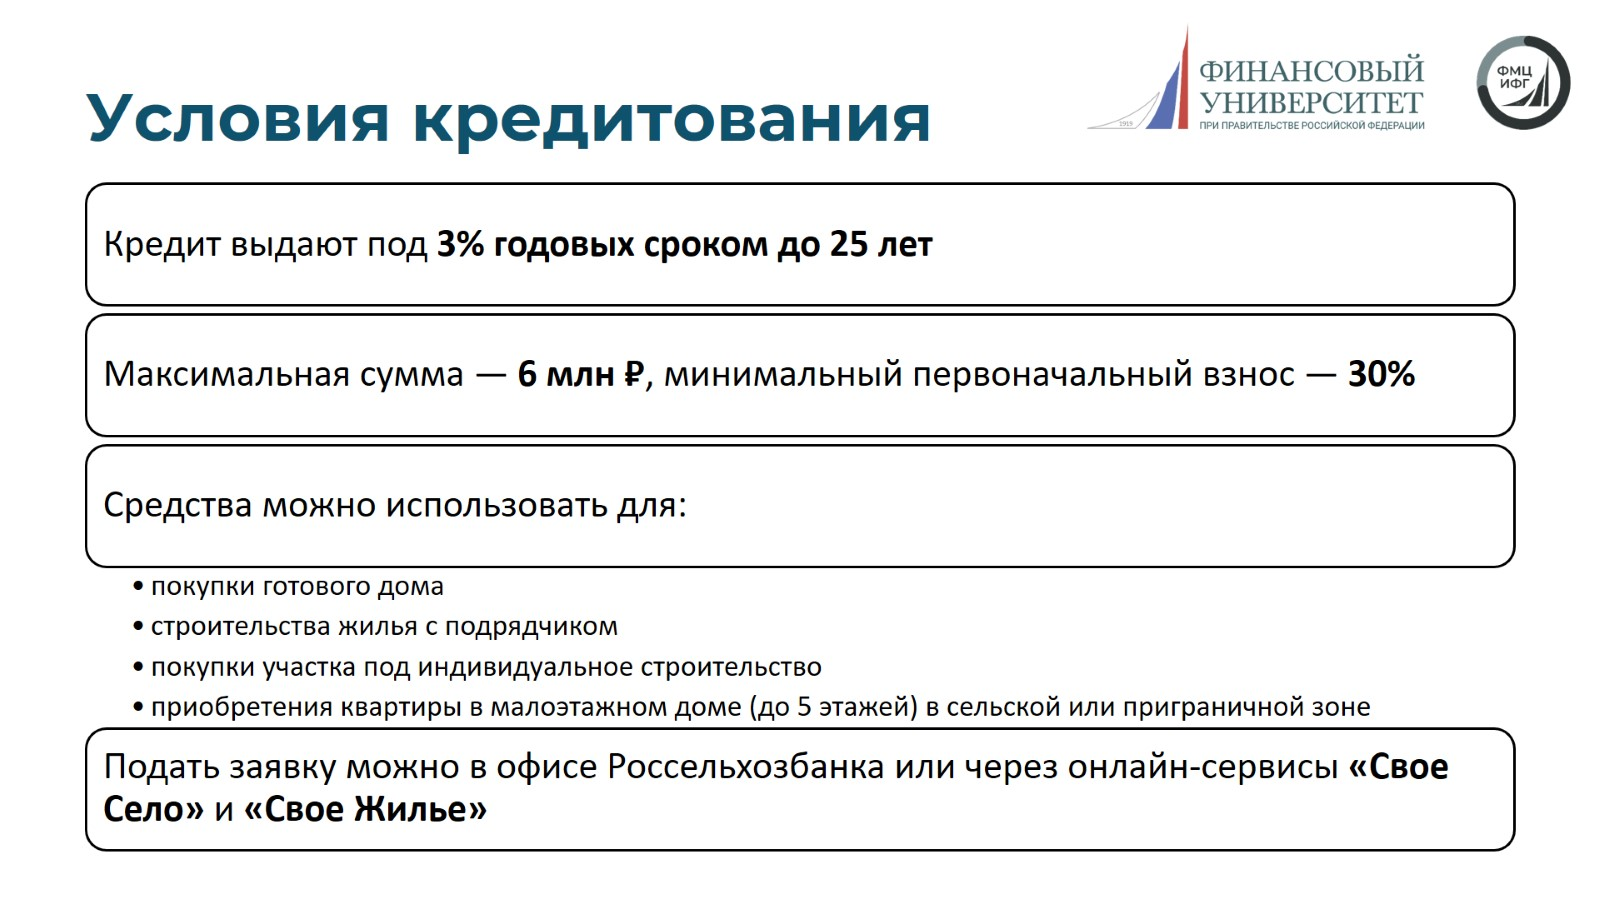 ФИНАНСОВЫЙ
УНИВЕРСИТЕТ
ПРИ ПРАВИТЕЛЬСТВЕ РОССИЙСКОЙ ФЕДЕРАЦИИ
1919
ФМЦ
ИФГ
Условия кредитования
Кредит выдают под 3% годовых сроком до 25 лет
Максимальная сумма — 6 млн ₽, минимальный первоначальный взнос — 30%
Средства можно использовать для:
• покупки готового дома
• строительства жилья с подрядчиком
• покупки участка под индивидуальное строительство
• приобретения квартиры в малоэтажном доме (до 5 этажей) в сельской или приграничной зоне
Подать заявку можно в офисе Россельхозбанка или через онлайн-сервисы «Свое
Село» и «Свое Жилье»